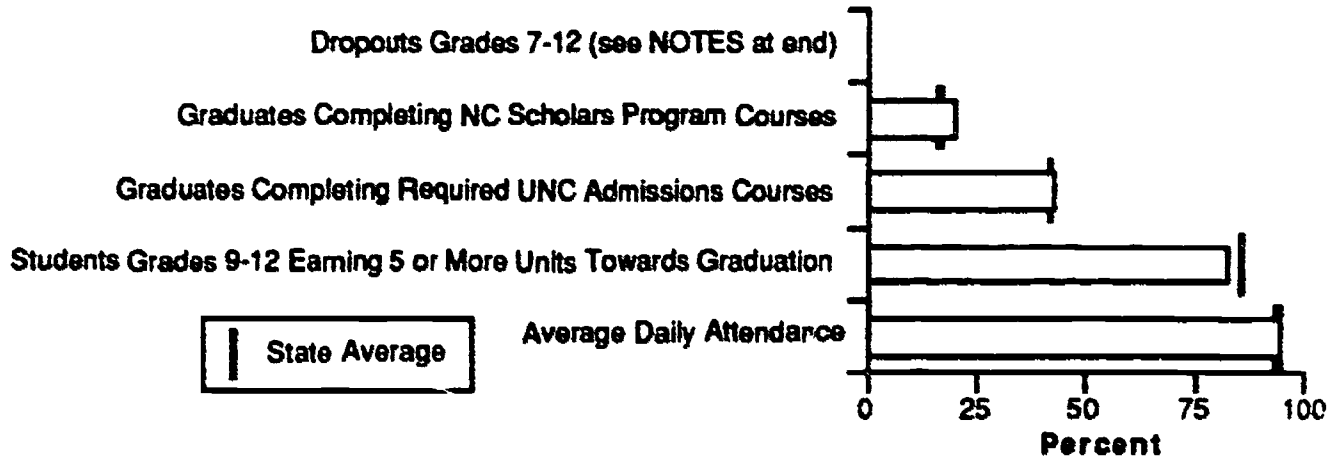 Dropouts Grades 7-12 (see NOTES at end)
Graduates Completing NC Scholars Program Courses
Graduates Completing Required UNC Admissions Courses
Students Grades 9-12 Earning 5 or More Units Towards Graduation
Average Daily Attendance
State Average
0 25 50 75 100
Percent